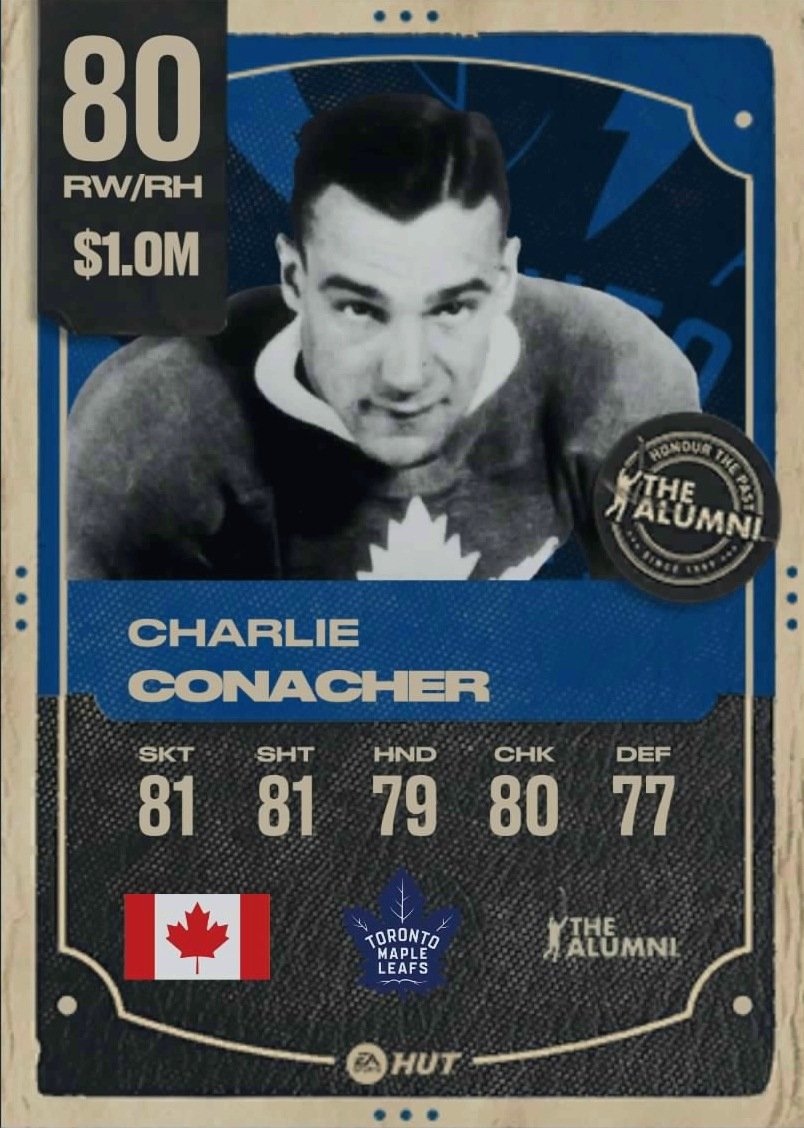 80
RW/RH
$1.0M
HONOUR THE PAST
THE
ALUMNI
CHARLIE
CONACHER
SKT SHT HND CHK DEF
81 81 79 80 77
TORONTO
MAPLE
LEAFS
THE
ALUMNI
EA
HUT